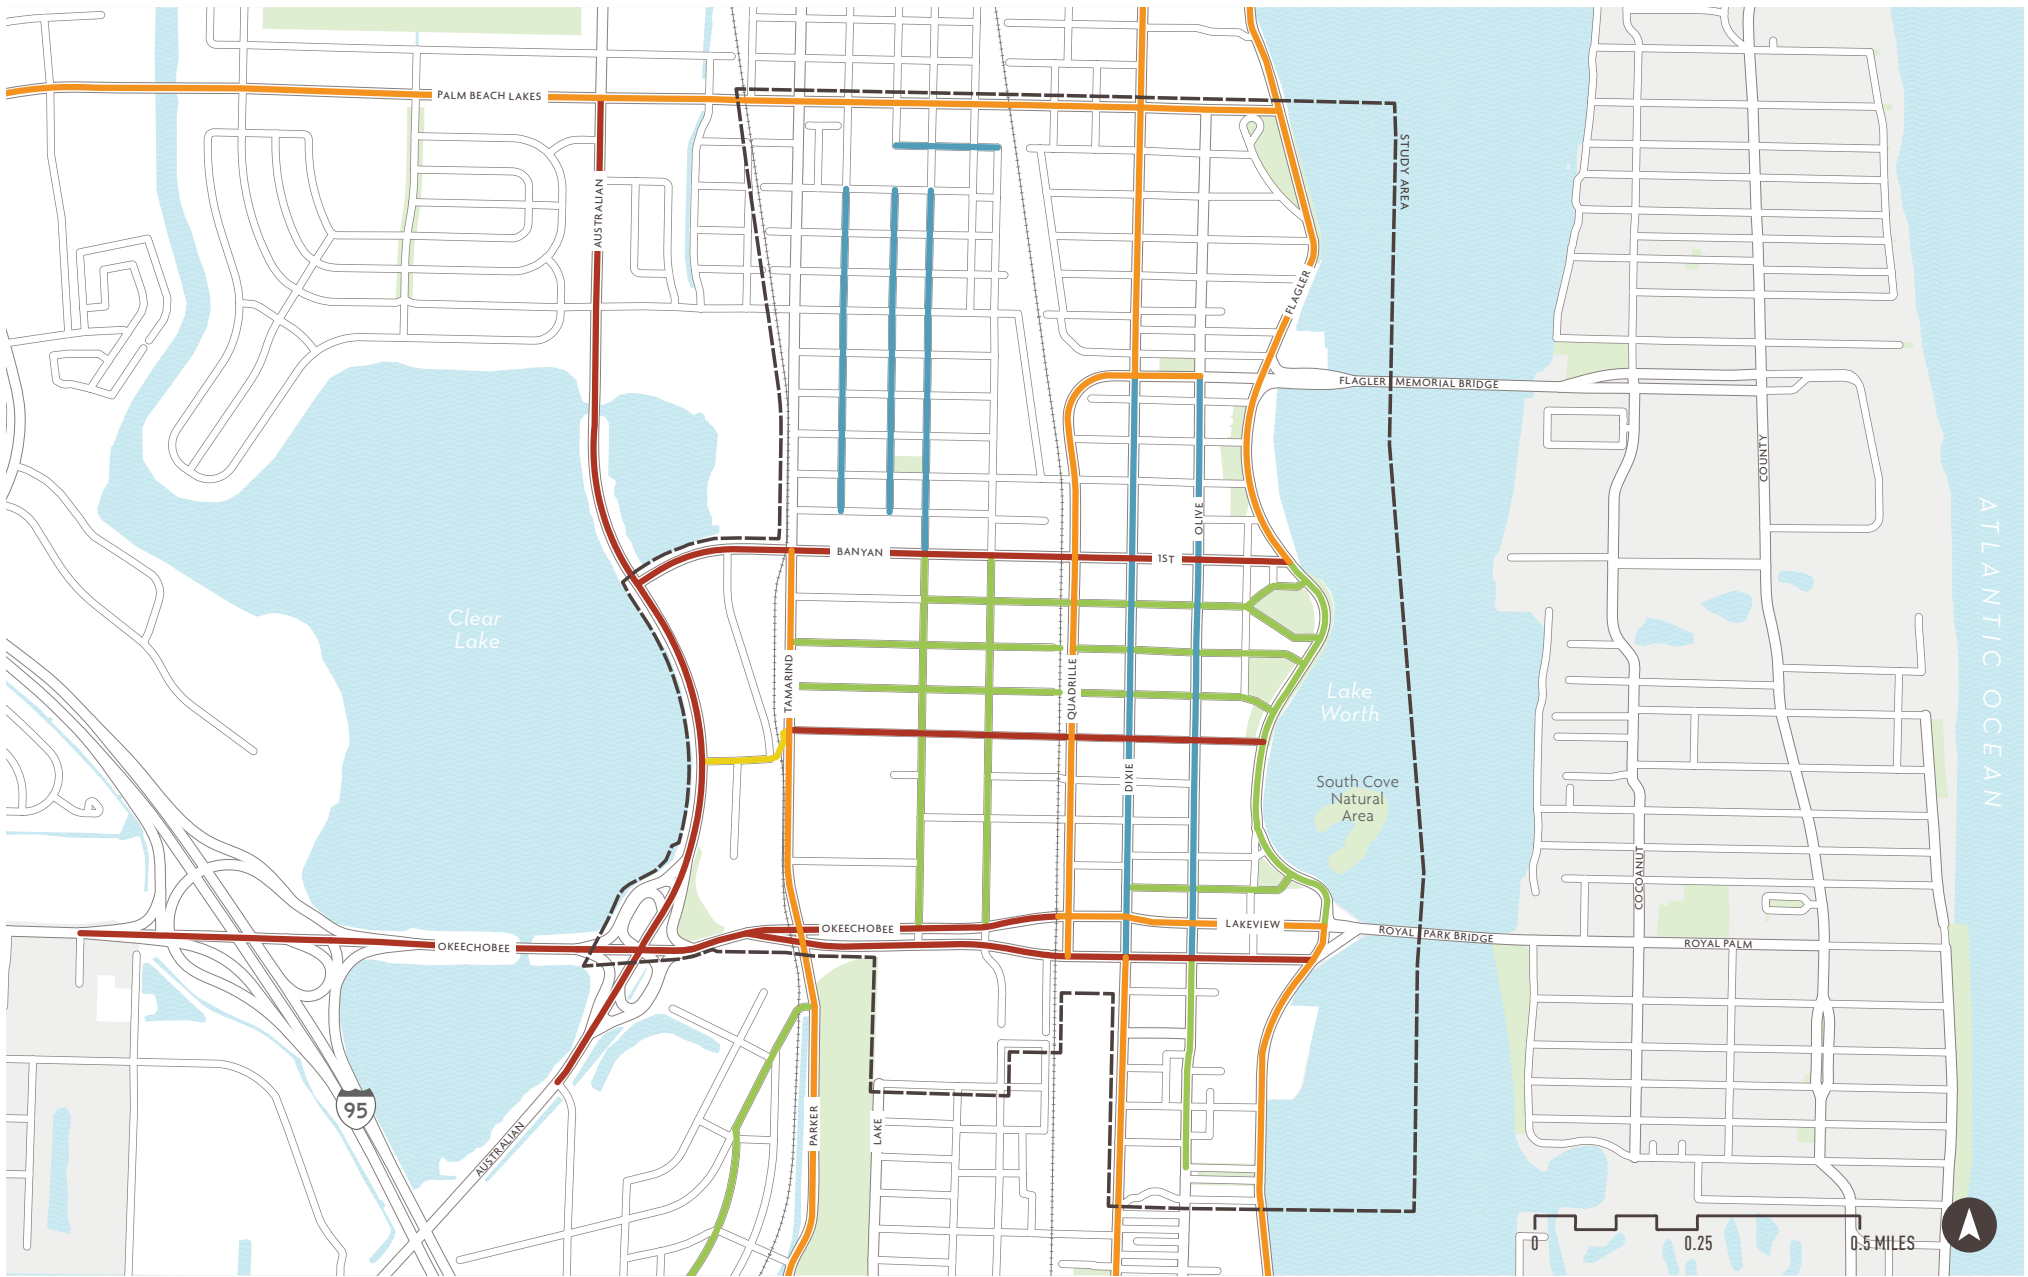 PALM BEACH LAKES
STUDY AREA
AUSTRALIAN
FLAGLER
FLAGLER MEMORIAL BRIDGE
COUNTY
OLIVE
BANYAN
1ST
ATLANTIC OCEAN
Clear
Lake
TAMARIND
QUADRILLE
Lake
Worth
DIXIE
South Cove
Natural
Area
COCOANUT
OKEECHOBEE
OKEECHOBEE
LAKEVIEW
ROYAL PARK BRIDGE
ROYAL PALM
95
AUSTRALIAN
PARKER
LAKE
0
0.25
0.5 MILES